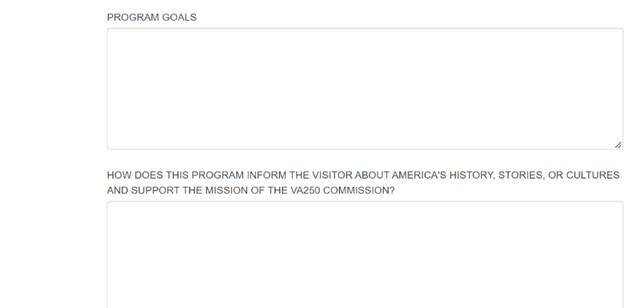 PROGRAM GOALS
HOW DOES THIS PROGRAM INFORM THE VISITOR ABOUT AMERICA'S HISTORY, STORIES, OR CULTURES
AND SUPPORT THE MISSION OF THE VA250 COMMISSION?